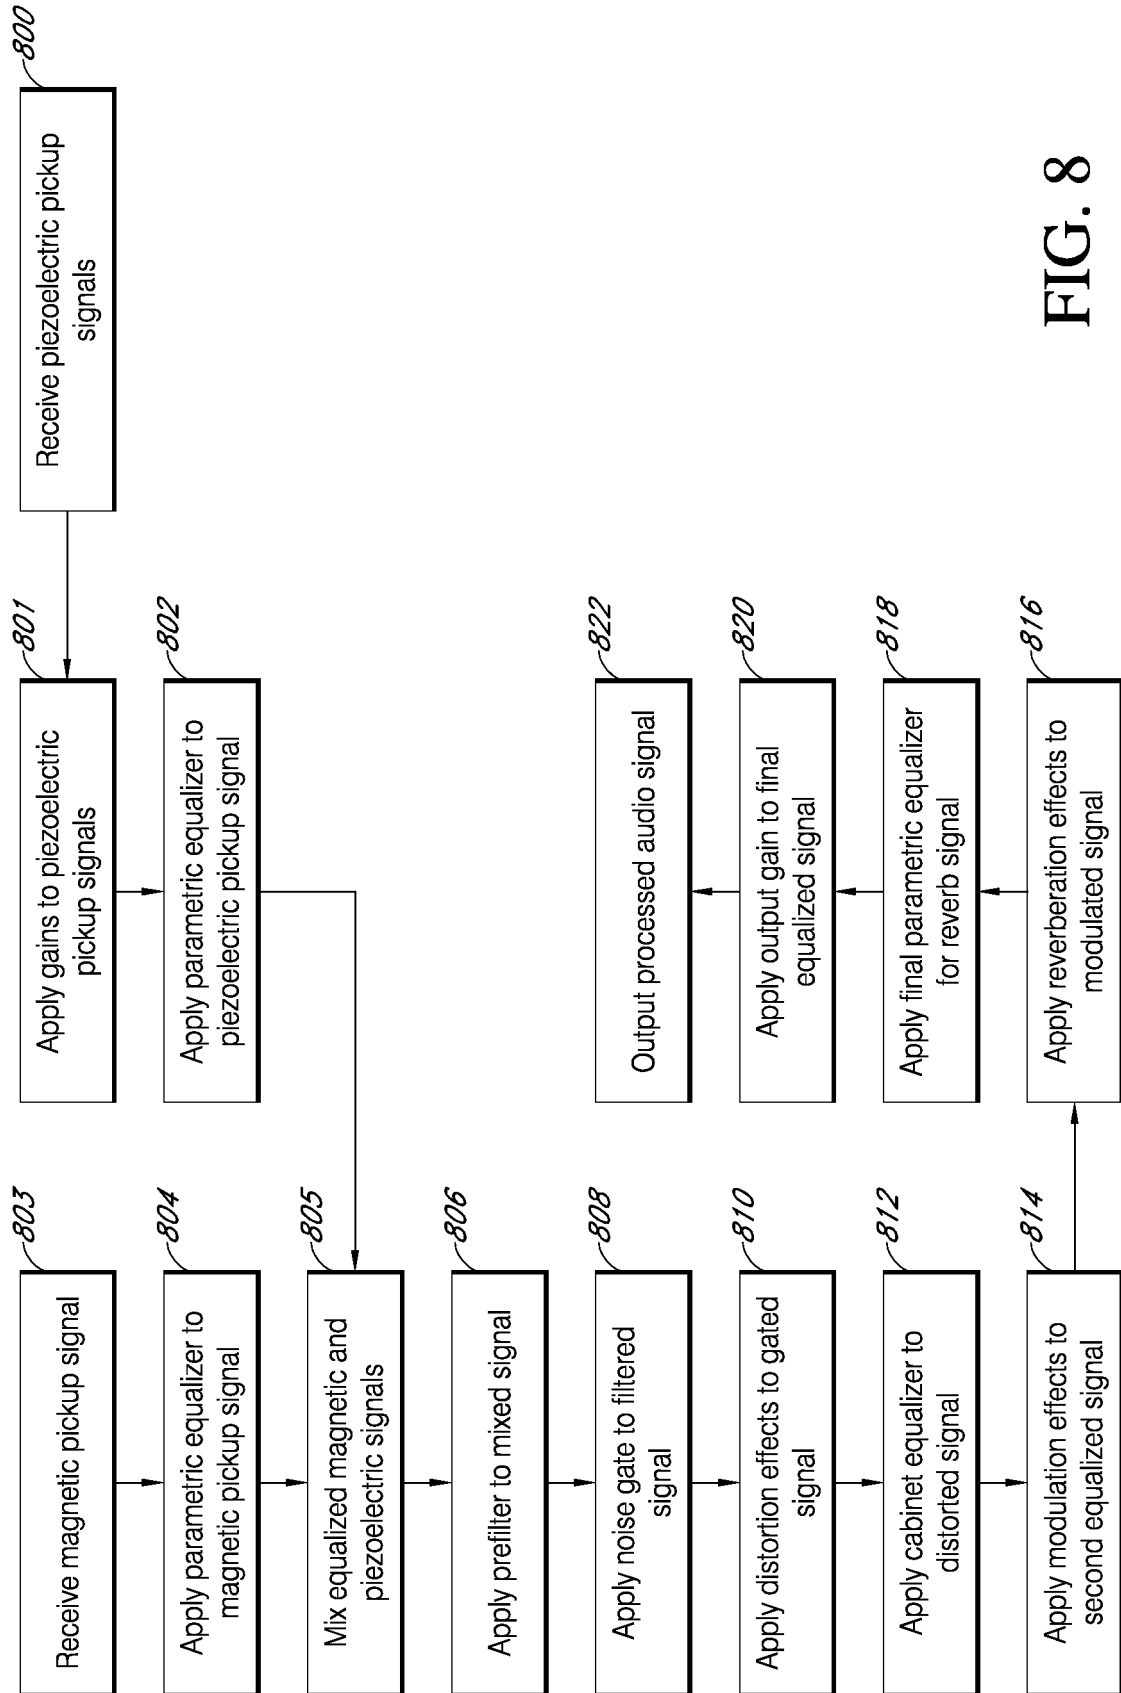 803
Receive magnetic pickup signal
804
Apply parametric equalizer to
magnetic pickup signal
805
Mix equalized magnetic and
piezoelectric signals
806
Apply prefilter to mixed signal
808
Apply noise gate to filtered
signal
810
Apply distortion effects to gated
signal
812
Apply cabinet equalizer to
distorted signal
814
Apply modulation effects to
second equalized signal
801
Apply gains to piezoelectric
pickup signals
802
Apply parametric equalizer to
piezoelectric pickup signal
822
Output processed audio signal
820
Apply output gain to final
equalized signal
818
Apply final parametric equalizer
for reverb signal
816
Apply reverberation effects to
modulated signal
800
Receive piezoelectric pickup
signals
FIG. 8